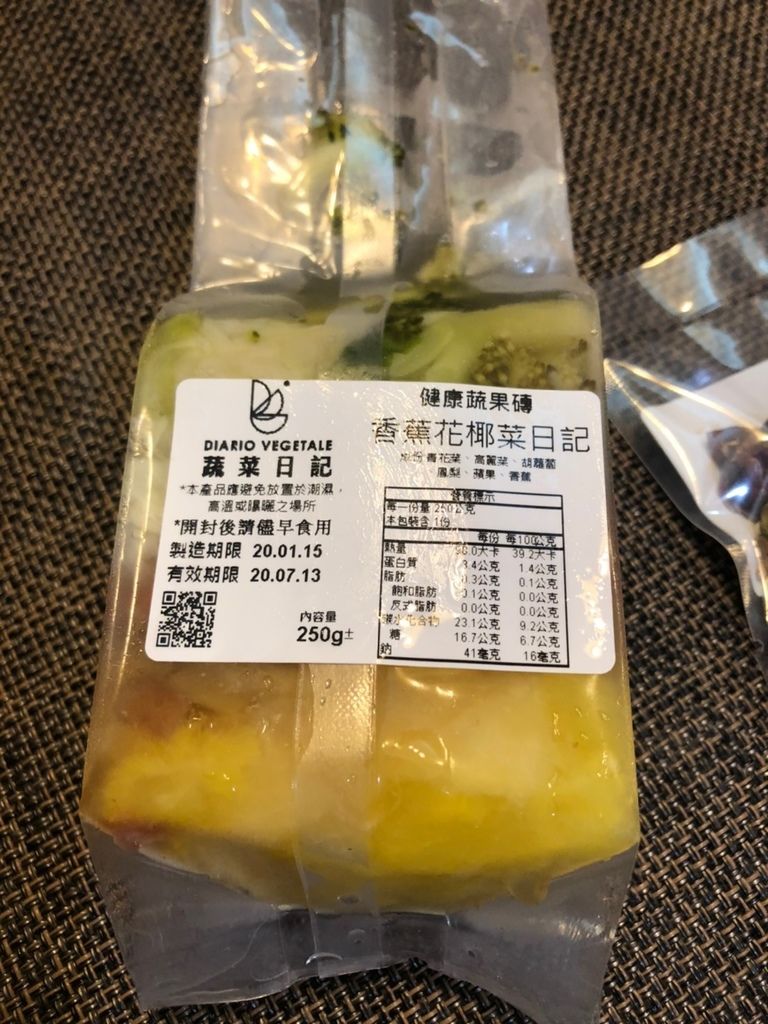 DIARIO VEGETALE
蔬菜日記
*本產品應避免放置於潮濕,
高溫或曝曬之場所
*開封後請儘早食用
製造期限 20.01.15
有效期限 20.07.13
內容量
250g±
健康蔬果磚
香蕉花椰菜日記
成份 青花菜、高麗菜、胡蘿蔔
鳳梨、蘋果、香蕉
營養標示
每一份量 250公克
本包裝含 1份
每份 每100公克
熱量 98.0大卡 39.2大卡
蛋白質 3.4公克 1.4公克
脂肪 0.3公克 0.1公克
飽和脂肪 0.1公克 0.0公克
反式脂肪 0.0公克 0.0公克
碳水化合物 23.1公克 9.2公克
糖 16.7公克 6.7公克
鈉 41毫克 16毫克